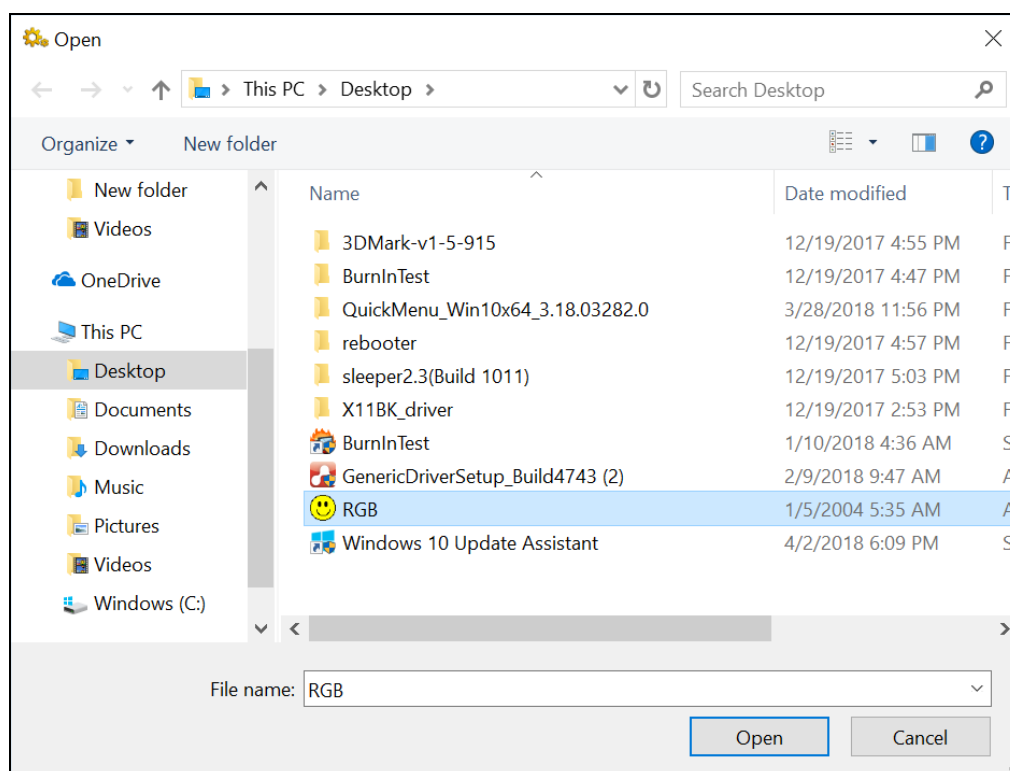 Open
This PC > Desktop >
Search Desktop
Organize
New folder
New folder
Videos
OneDrive
This PC
Desktop
Documents
Downloads
Music
Pictures
Videos
Windows (C:)
Name Date modified T
3DMark-v1-5-915 12/19/2017 4:55 PM F
BurnInTest 12/19/2017 4:47 PM F
QuickMenu_Win10x64_3.18.03282.0 3/28/2018 11:56 PM F
rebooter 12/19/2017 4:57 PM F
sleeper2.3(Build 1011) 12/19/2017 5:03 PM F
X11BK_driver 12/19/2017 2:53 PM F
BurnInTest 1/10/2018 4:36 AM S
GenericDriverSetup_Build4743 (2) 2/9/2018 9:47 AM A
RGB 1/5/2004 5:35 AM A
Windows 10 Update Assistant 4/2/2018 6:09 PM S
File name: RGB
Open Cancel